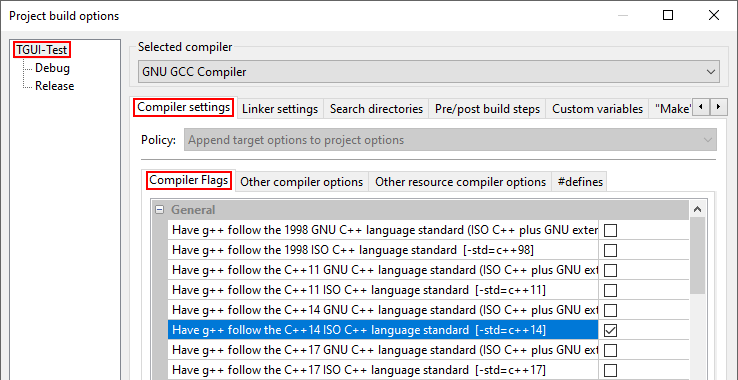 Project build options
TGUI-Test
Debug
Release
Selected compiler
GNU GCC Compiler
Compiler settings Linker settings Search directories Pre/post build steps Custom variables "Make"
Policy: Append target options to project options
Compiler Flags Other compiler options Other resource compiler options #defines
General
Have g++ follow the 1998 GNU C++ language standard (ISO C++ plus GNU exter
Have g++ follow the 1998 ISO C++ language standard [-std=c++98]
Have g++ follow the C++11 GNU C++ language standard (ISO C++ plus GNU ext
Have g++ follow the C++11 ISO C++ language standard [-std=c++11]
Have g++ follow the C++14 GNU C++ language standard (ISO C++ plus GNU ext
Have g++ follow the C++14 ISO C++ language standard [-std=c++14]
Have g++ follow the C++17 GNU C++ language standard (ISO C++ plus GNU ext
Have g++ follow the C++17 ISO C++ language standard [-std=c++17]